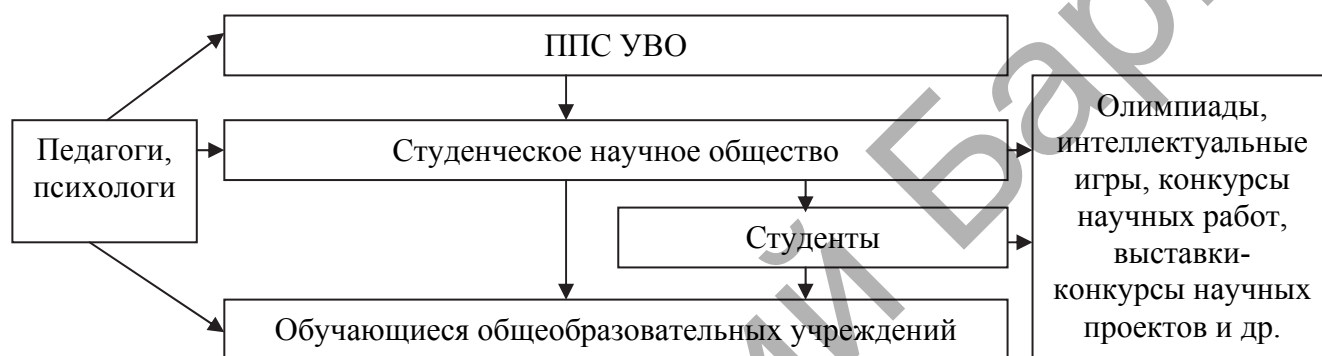 ППС УВО
Педагоги,
психологи
Студенческое научное общество
Студенты
Обучающиеся общеобразовательных учреждений
Олимпиады,
интеллектуальные
игры, конкурсы
научных работ,
выставки-
конкурсы научных
проектов и др.